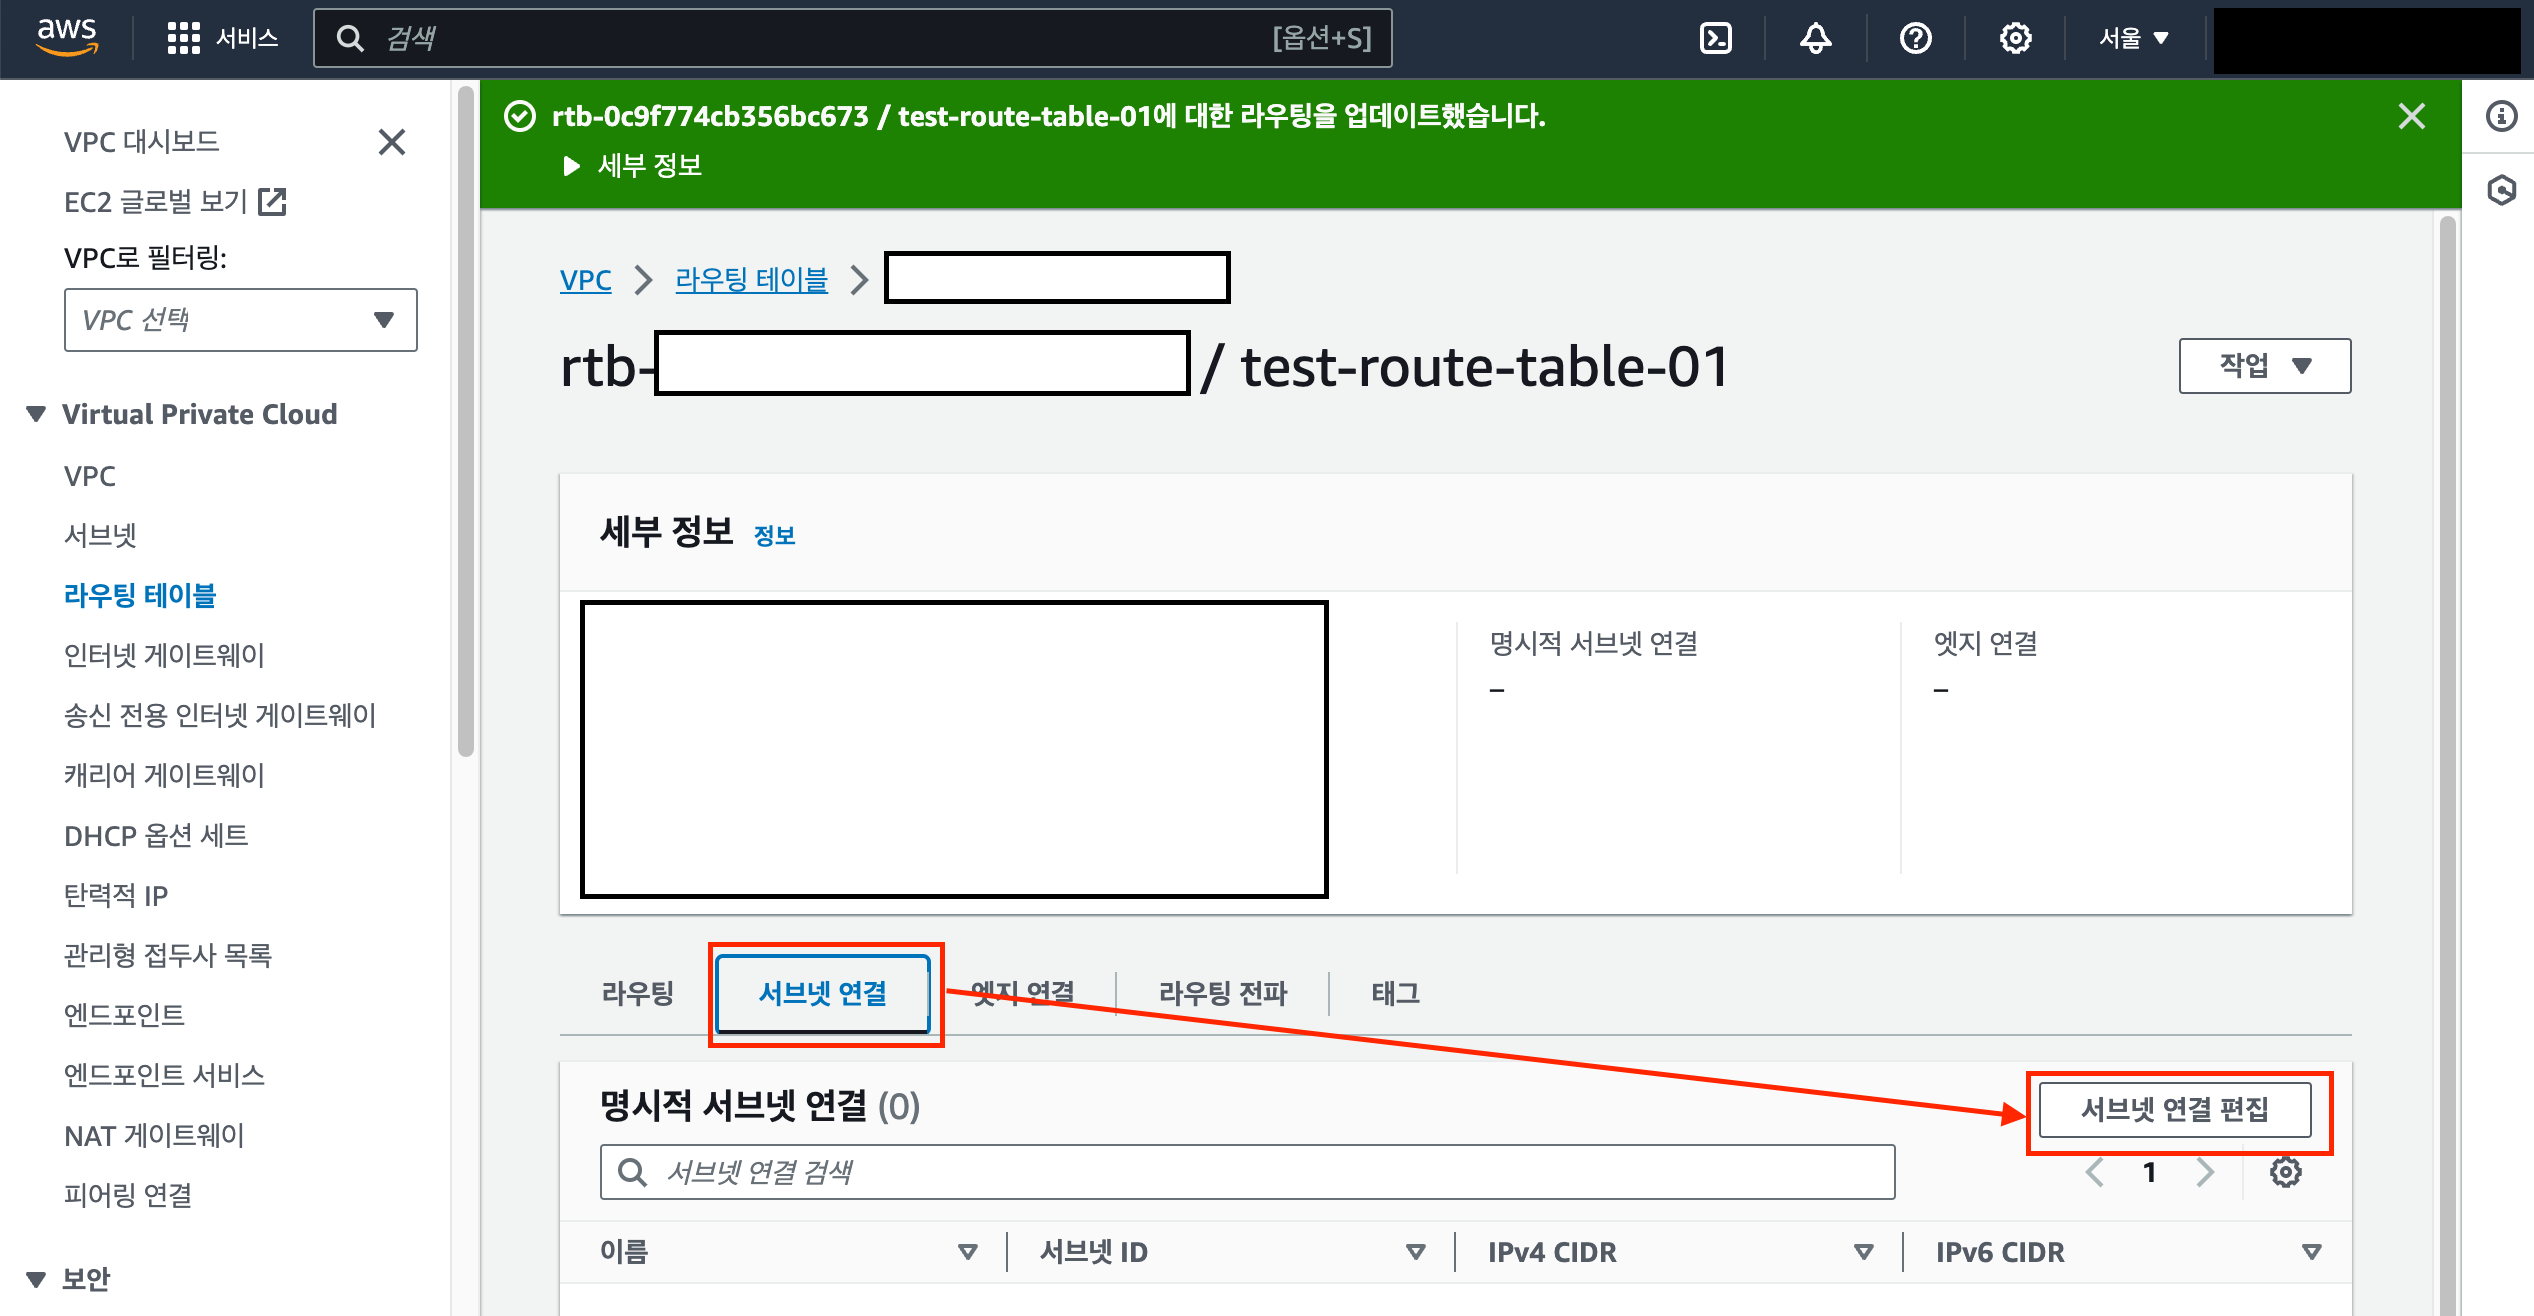 aws
서비스
검색
[옵션+S]
서울
VPC 대시보드
EC2 글로벌 보기
VPC로 필터링:
VPC 선택
Virtual Private Cloud
VPC
서브넷
라우팅 테이블
인터넷 게이트웨이
송신 전용 인터넷 게이트웨이
캐리어 게이트웨이
DHCP 옵션 세트
탄력적 IP
관리형 접두사 목록
엔드포인트
엔드포인트 서비스
NAT 게이트웨이
피어링 연결
보안
rtb-0c9f774cb356bc673 / test-route-table-01에 대한 라우팅을 업데이트했습니다.
세부 정보
VPC
라우팅 테이블
rtb- / test-route-table-01
작업
세부 정보 정보
명시적 서브넷 연결
–
엣지 연결
–
라우팅
서브넷 연결
엣지 연결
라우팅 전파
태그
명시적 서브넷 연결 (0)
서브넷 연결 편집
서브넷 연결 검색
1
이름
서브넷 ID
IPv4 CIDR
IPv6 CIDR